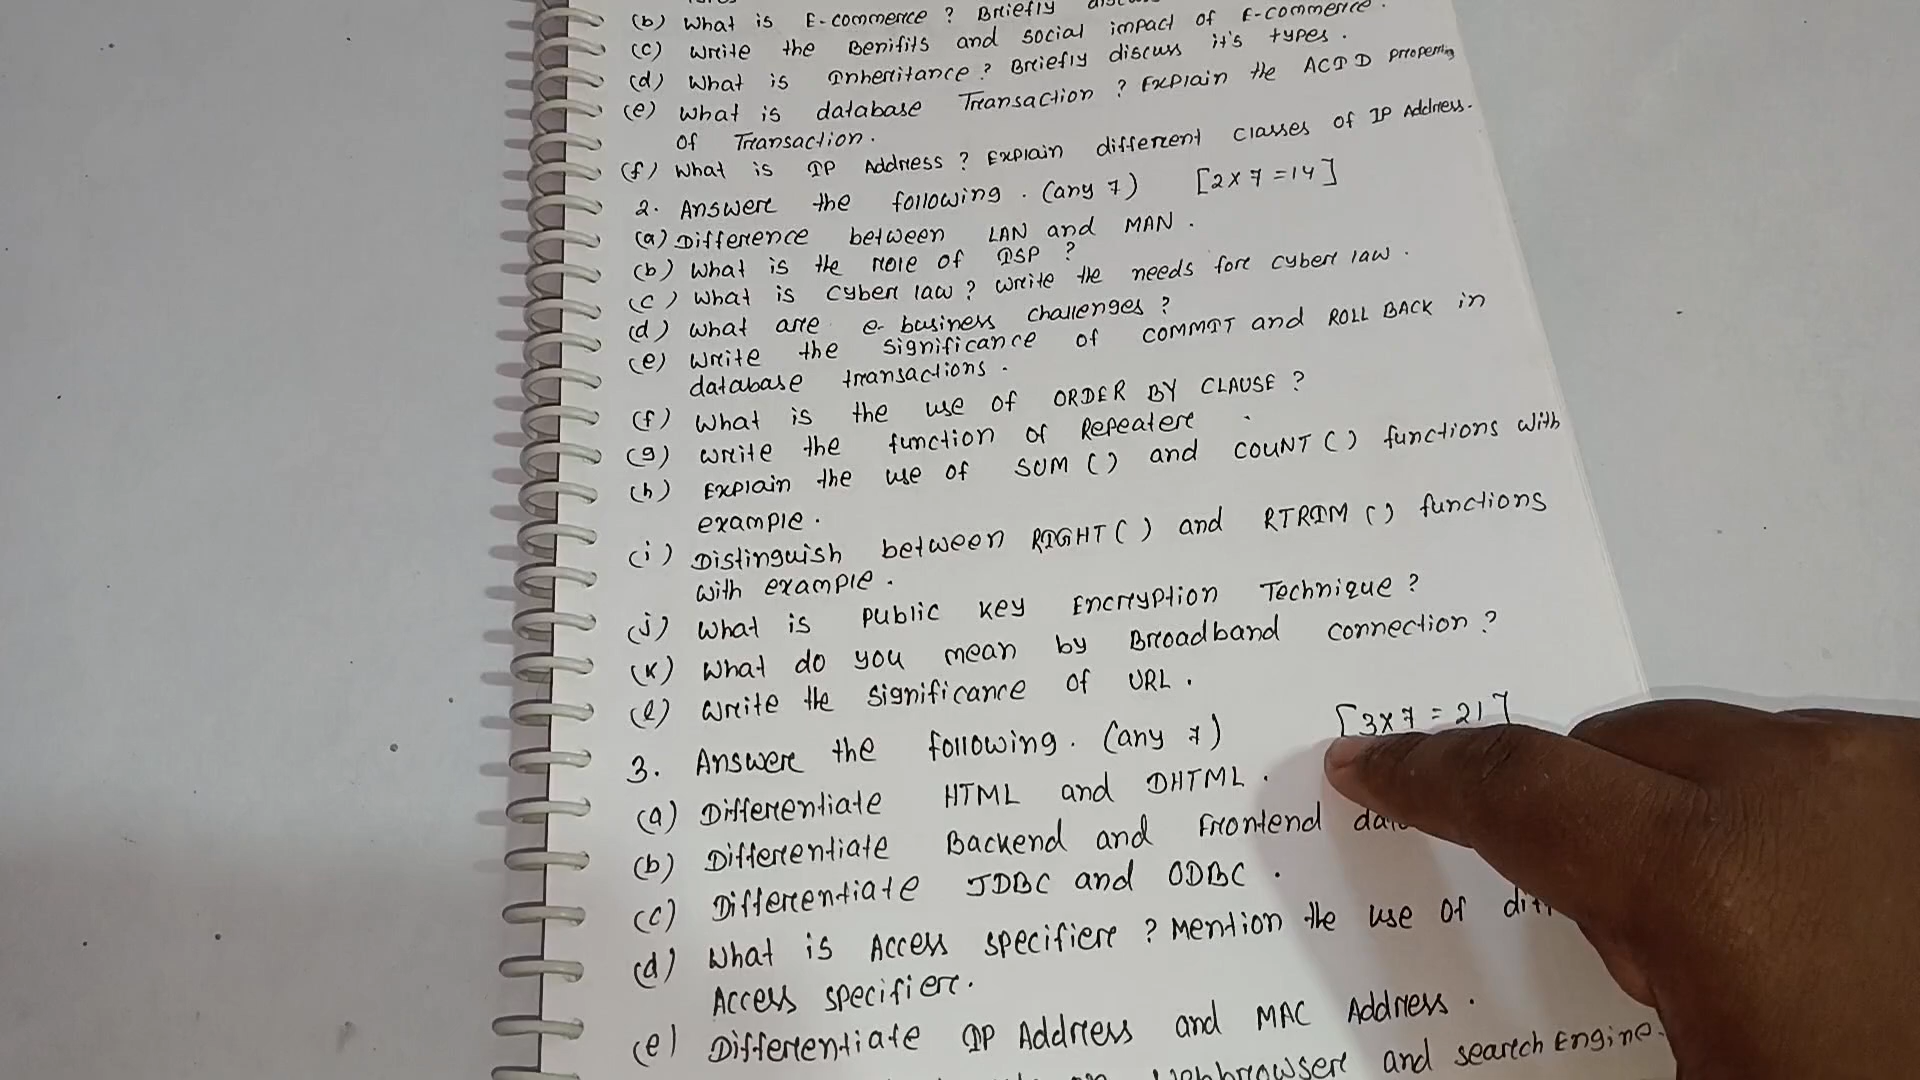 (b) What is E-commerce ? Briefly
(c) Write the Benifits and social impact of E-commerce.
(d) What is Inheritance ? Briefly discuss it's types .
(e) What is database Transaction ? Explain the ACID
of Transaction .
(f) What is IP Address ? Explain different classes of IP Address.
2. Answer the following . (any 7) [2x7=14]
(a) Difference between LAN and MAN .
(b) What is the role of ISP ?
(c) What is cyber law ? Write the needs for cyber law .
(d) What are e-business challenges ?
(e) Write the significance of COMMIT and ROLL BACK in
database transactions .
(f) What is the use of ORDER BY CLAUSE ?
(g) Write the function of Repeater
(h) Explain the use of SUM () and COUNT () functions with
example .
(i) Distinguish between RIGHT () and RTRIM () functions
with example .
(j) What is public key Encryption Technique ?
(k) What do you mean by Broadband connection ?
(l) Write the significance of URL .
3. Answer the following . (any 7) [3x7=21]
(a) Differentiate HTML and DHTML .
(b) Differentiate Backend and Frontend
(c) Differentiate JDBC and ODBC .
(d) What is Access specifier ? Mention the use of
Access specifier .
(e) Differentiate IP Address and MAC Address .
Webbrowser and search Engine .